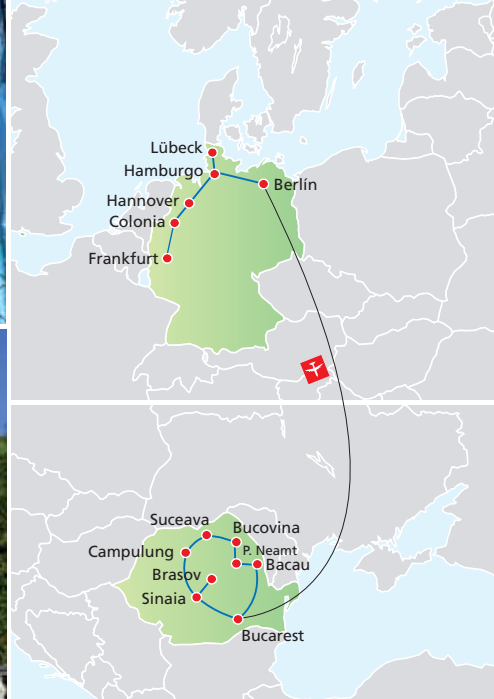 Lübeck
Hamburgo
Berlín
Hannover
Colonia
Frankfurt
Suceava
Bucovina
Campulung
P. Neamt
Bacau
Brasov
Sinaia
Bucarest